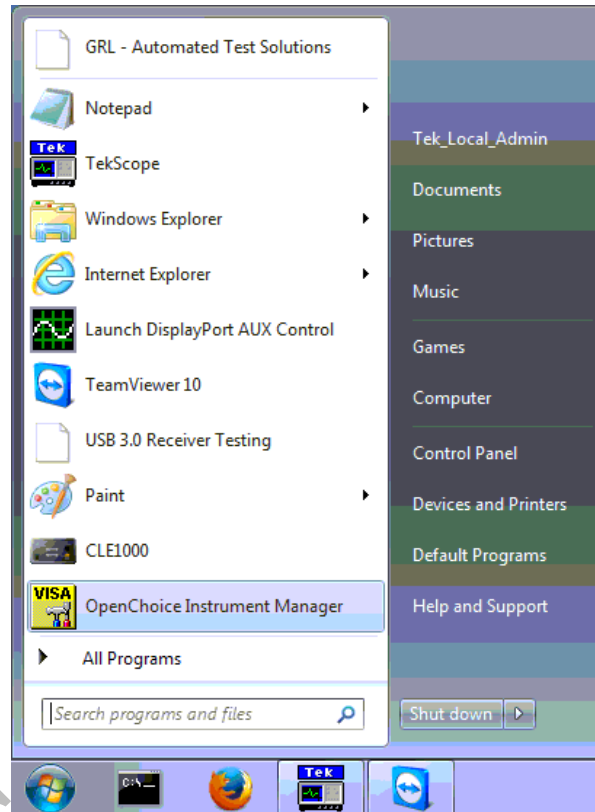 GRL - Automated Test Solutions
Notepad
Tek
TekScope
Windows Explorer
Internet Explorer
Launch DisplayPort AUX Control
TeamViewer 10
USB 3.0 Receiver Testing
Paint
CLE1000
VISA
OpenChoice Instrument Manager
All Programs
Search programs and files
Tek_Local_Admin
Documents
Pictures
Music
Games
Computer
Control Panel
Devices and Printers
Default Programs
Help and Support
Shut down
C:\_
Tek